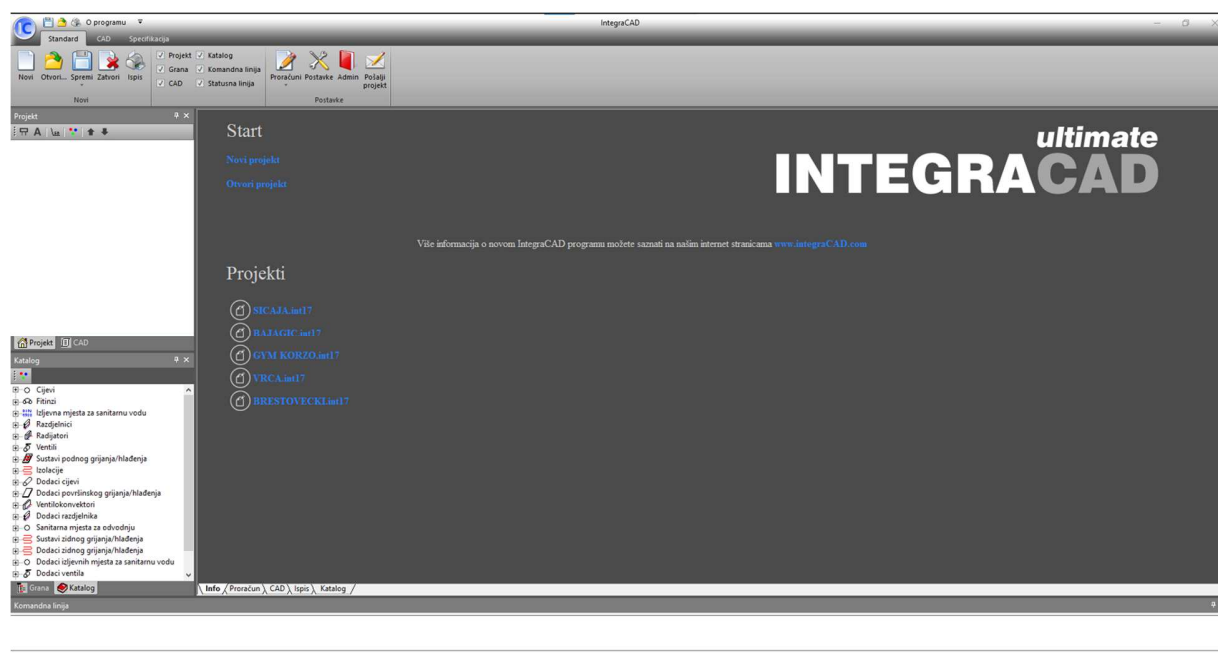 O programu
IntegraCAD
Standard CAD Specifikacija
Novi Otvori... Spremi Zatvori Ispis
Projekt Katalog
Grana Komandna linija
CAD Statusna linija
Proračuni Postavke Admin Pošalji projekt
Novi Postavke
Projekt
A
Start
Novi projekt
Otvori projekt
ultimate
INTEGRACAD
Više informacija o novom IntegraCAD programu možete saznati na našim internet stranicama www.integraCAD.com
Projekti
SICAJA.int17
RAJAGIC.int17
GYM KORZO.int17
VRCA.int17
BRESTOVECKI.int17
Projekt CAD
Katalog
Cijevi
Fitinzi
Izljevna mjesta za sanitarnu vodu
Razdjelnici
Radijatori
Ventili
Sustavi podnog grijanja/hlađenja
Izolacije
Dodaci cijevi
Dodaci površinskog grijanja/hlađenja
Ventilokonvektori
Dodaci razdjelnika
Sanitarna mjesta za odvodnju
Sustavi zidnog grijanja/hlađenja
Dodaci zidnog grijanja/hlađenja
Dodaci izljevnih mjesta za sanitarnu vodu
Dodaci ventila
Grana Katalog
Info Proračun CAD Ispis Katalog
Komandna linija